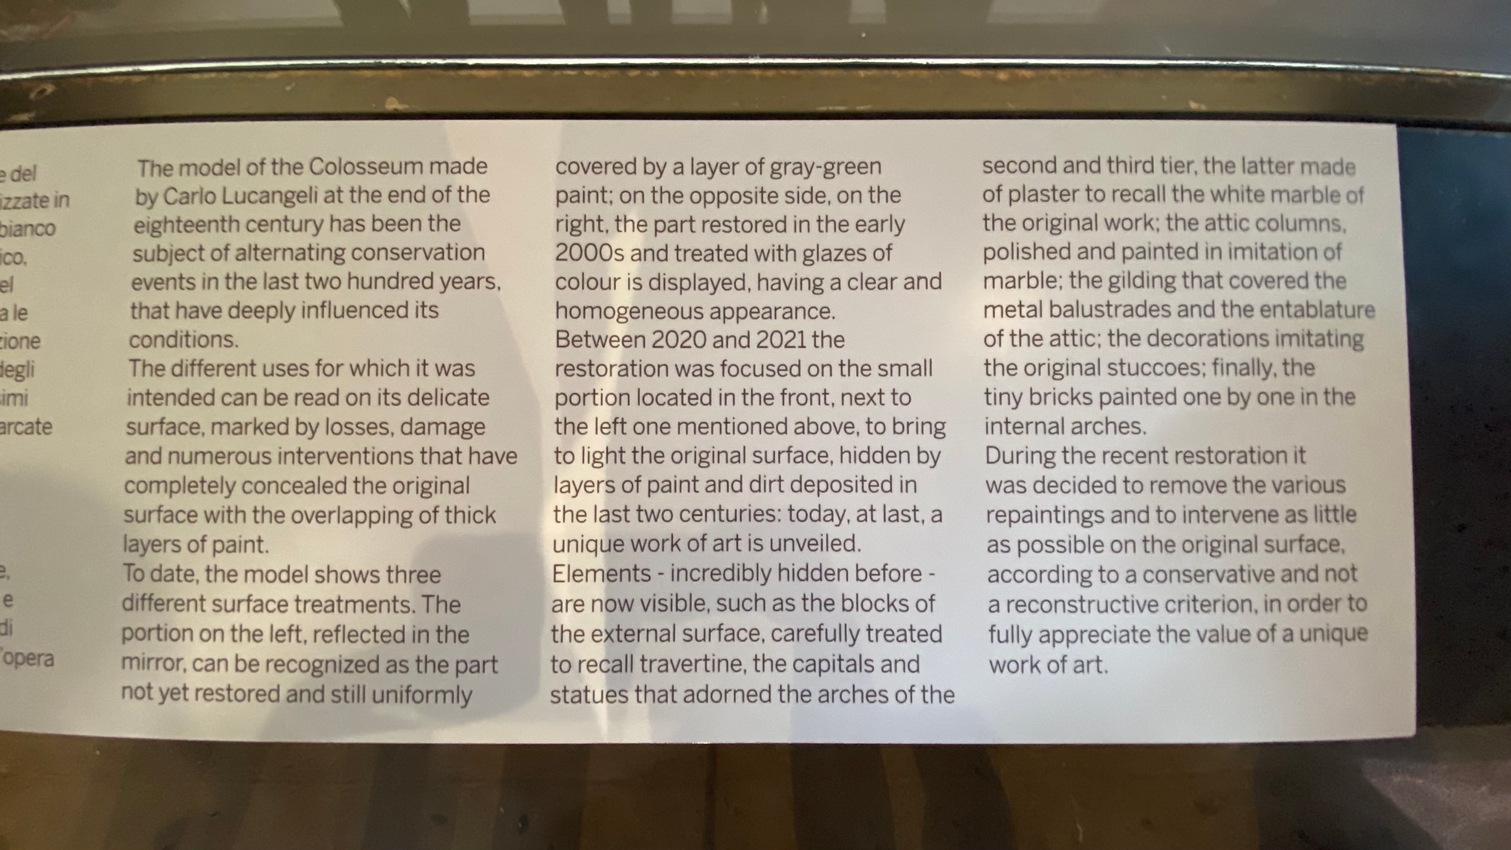 e del
izzate in
bianco
ico,
el
a le
zione
degli
simi
arcate
e,
e
di
'opera
The model of the Colosseum made
by Carlo Lucangeli at the end of the
eighteenth century has been the
subject of alternating conservation
events in the last two hundred years,
that have deeply influenced its
conditions.
The different uses for which it was
intended can be read on its delicate
surface, marked by losses, damage
and numerous interventions that have
completely concealed the original
surface with the overlapping of thick
layers of paint.
To date, the model shows three
different surface treatments. The
portion on the left, reflected in the
mirror, can be recognized as the part
not yet restored and still uniformly
covered by a layer of gray-green
paint; on the opposite side, on the
right, the part restored in the early
2000s and treated with glazes of
colour is displayed, having a clear and
homogeneous appearance.
Between 2020 and 2021 the
restoration was focused on the small
portion located in the front, next to
the left one mentioned above, to bring
to light the original surface, hidden by
layers of paint and dirt deposited in
the last two centuries: today, at last, a
unique work of art is unveiled.
Elements - incredibly hidden before -
are now visible, such as the blocks of
the external surface, carefully treated
to recall travertine, the capitals and
statues that adorned the arches of the
second and third tier, the latter made
of plaster to recall the white marble of
the original work; the attic columns,
polished and painted in imitation of
marble; the gilding that covered the
metal balustrades and the entablature
of the attic; the decorations imitating
the original stuccoes; finally, the
tiny bricks painted one by one in the
internal arches.
During the recent restoration it
was decided to remove the various
repaintings and to intervene as little
as possible on the original surface,
according to a conservative and not
a reconstructive criterion, in order to
fully appreciate the value of a unique
work of art.